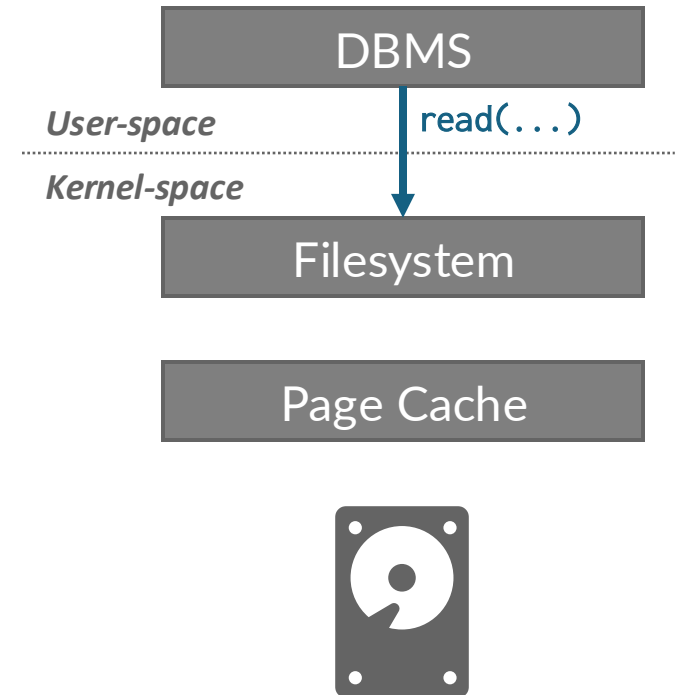 DBMS
User-space
read(...)
Kernel-space
Filesystem
Page Cache